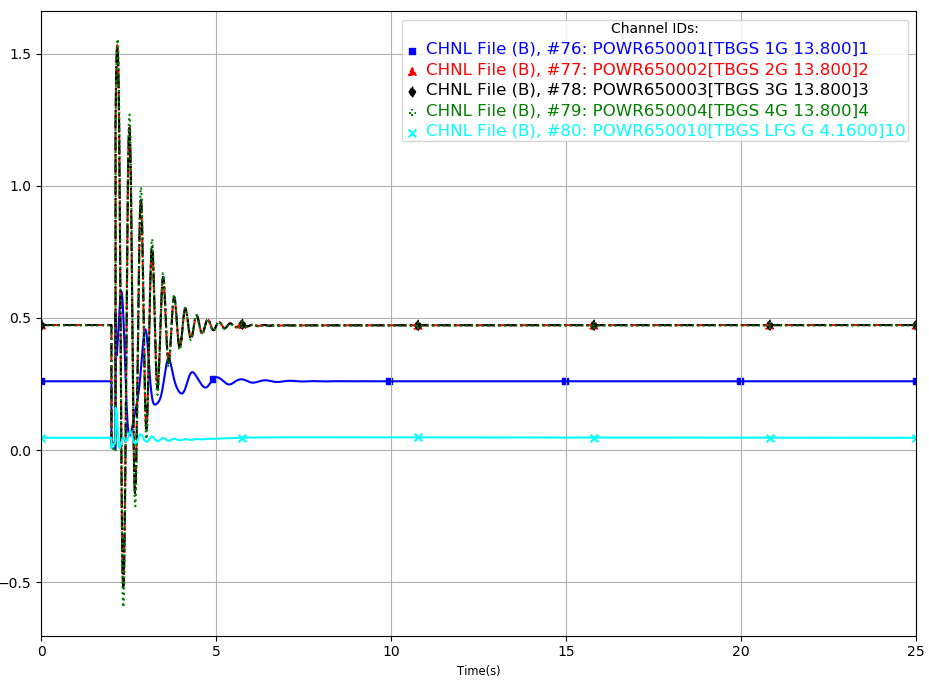 Channel IDs:
CHNL File (B), #76: POWR650001[TBGS 1G 13.800]1
CHNL File (B), #77: POWR650002[TBGS 2G 13.800]2
CHNL File (B), #78: POWR650003[TBGS 3G 13.800]3
CHNL File (B), #79: POWR650004[TBGS 4G 13.800]4
CHNL File (B), #80: POWR650010[TBGS LFG G 4.1600]10
1.5
1.0
0.5
0.0
−0.5
0 5 10 15 20 25
Time(s)